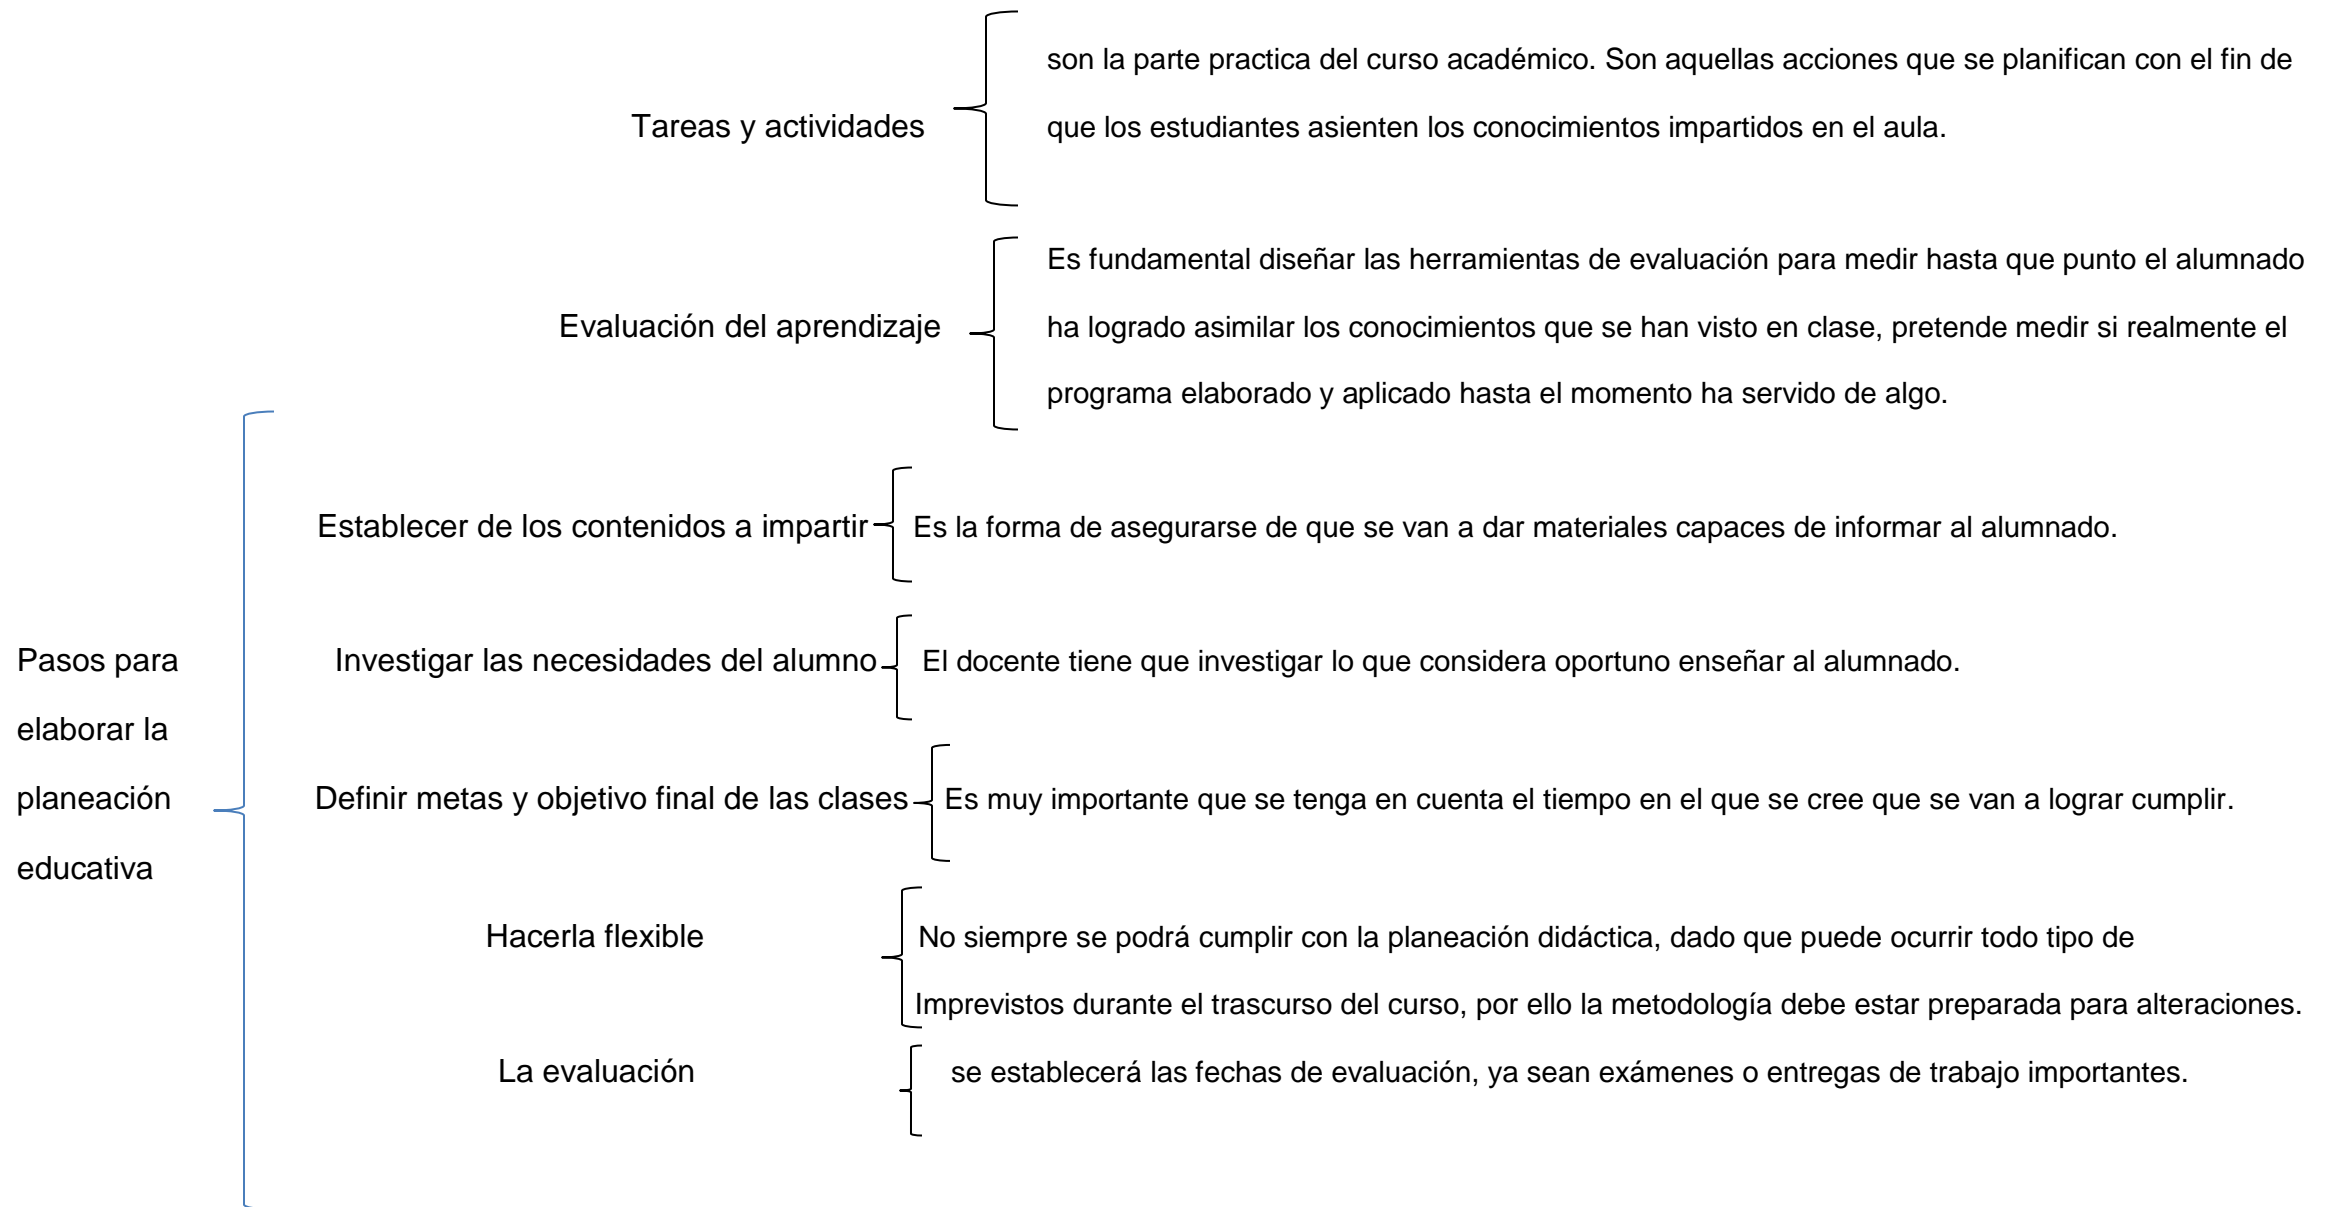 son la parte practica del curso académico. Son aquellas acciones que se planifican con el fin de
Tareas y actividades
que los estudiantes asienten los conocimientos impartidos en el aula.
Es fundamental diseñar las herramientas de evaluación para medir hasta que punto el alumnado
Evaluación del aprendizaje
ha logrado asimilar los conocimientos que se han visto en clase, pretende medir si realmente el
programa elaborado y aplicado hasta el momento ha servido de algo.
Establecer de los contenidos a impartir
Es la forma de asegurarse de que se van a dar materiales capaces de informar al alumnado.
Pasos para
elaborar la
planeación
educativa
Investigar las necesidades del alumno
El docente tiene que investigar lo que considera oportuno enseñar al alumnado.
Definir metas y objetivo final de las clases
Es muy importante que se tenga en cuenta el tiempo en el que se cree que se van a lograr cumplir.
Hacerla flexible
No siempre se podrá cumplir con la planeación didáctica, dado que puede ocurrir todo tipo de
Imprevistos durante el trascurso del curso, por ello la metodología debe estar preparada para alteraciones.
La evaluación
se establecerá las fechas de evaluación, ya sean exámenes o entregas de trabajo importantes.